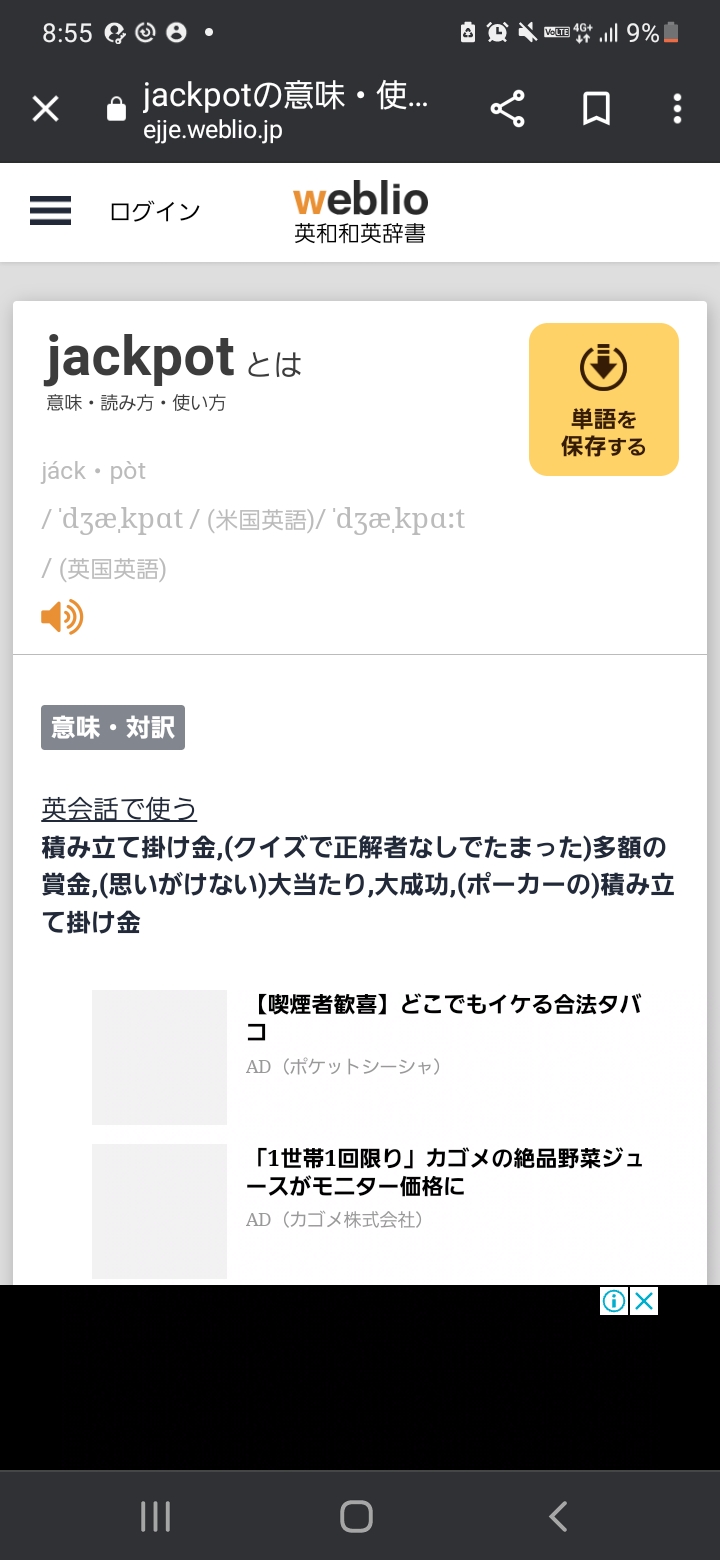 8:55
VoLTE 4G+ 9%
jackpotの意味・使...
ejje.weblio.jp
ログイン
weblio
英和和英辞書
jackpot とは
意味・読み方・使い方
単語を
保存する
jáck・pòt
/ ˈdʒæˌkpɑt / (米国英語)/ ˈdʒæˌkpɑ:t
/ (英国英語)
意味・対訳
英会話で使う
積み立て掛け金,(クイズで正解者なしでたまった)多額の
賞金,(思いがけない)大当たり,大成功,(ポーカーの)積み立
て掛け金
【喫煙者歓喜】どこでもイケる合法タバ
コ
AD（ポケットシーシャ）
「1世帯1回限り」カゴメの絶品野菜ジュ
ースがモニター価格に
AD（カゴメ株式会社）